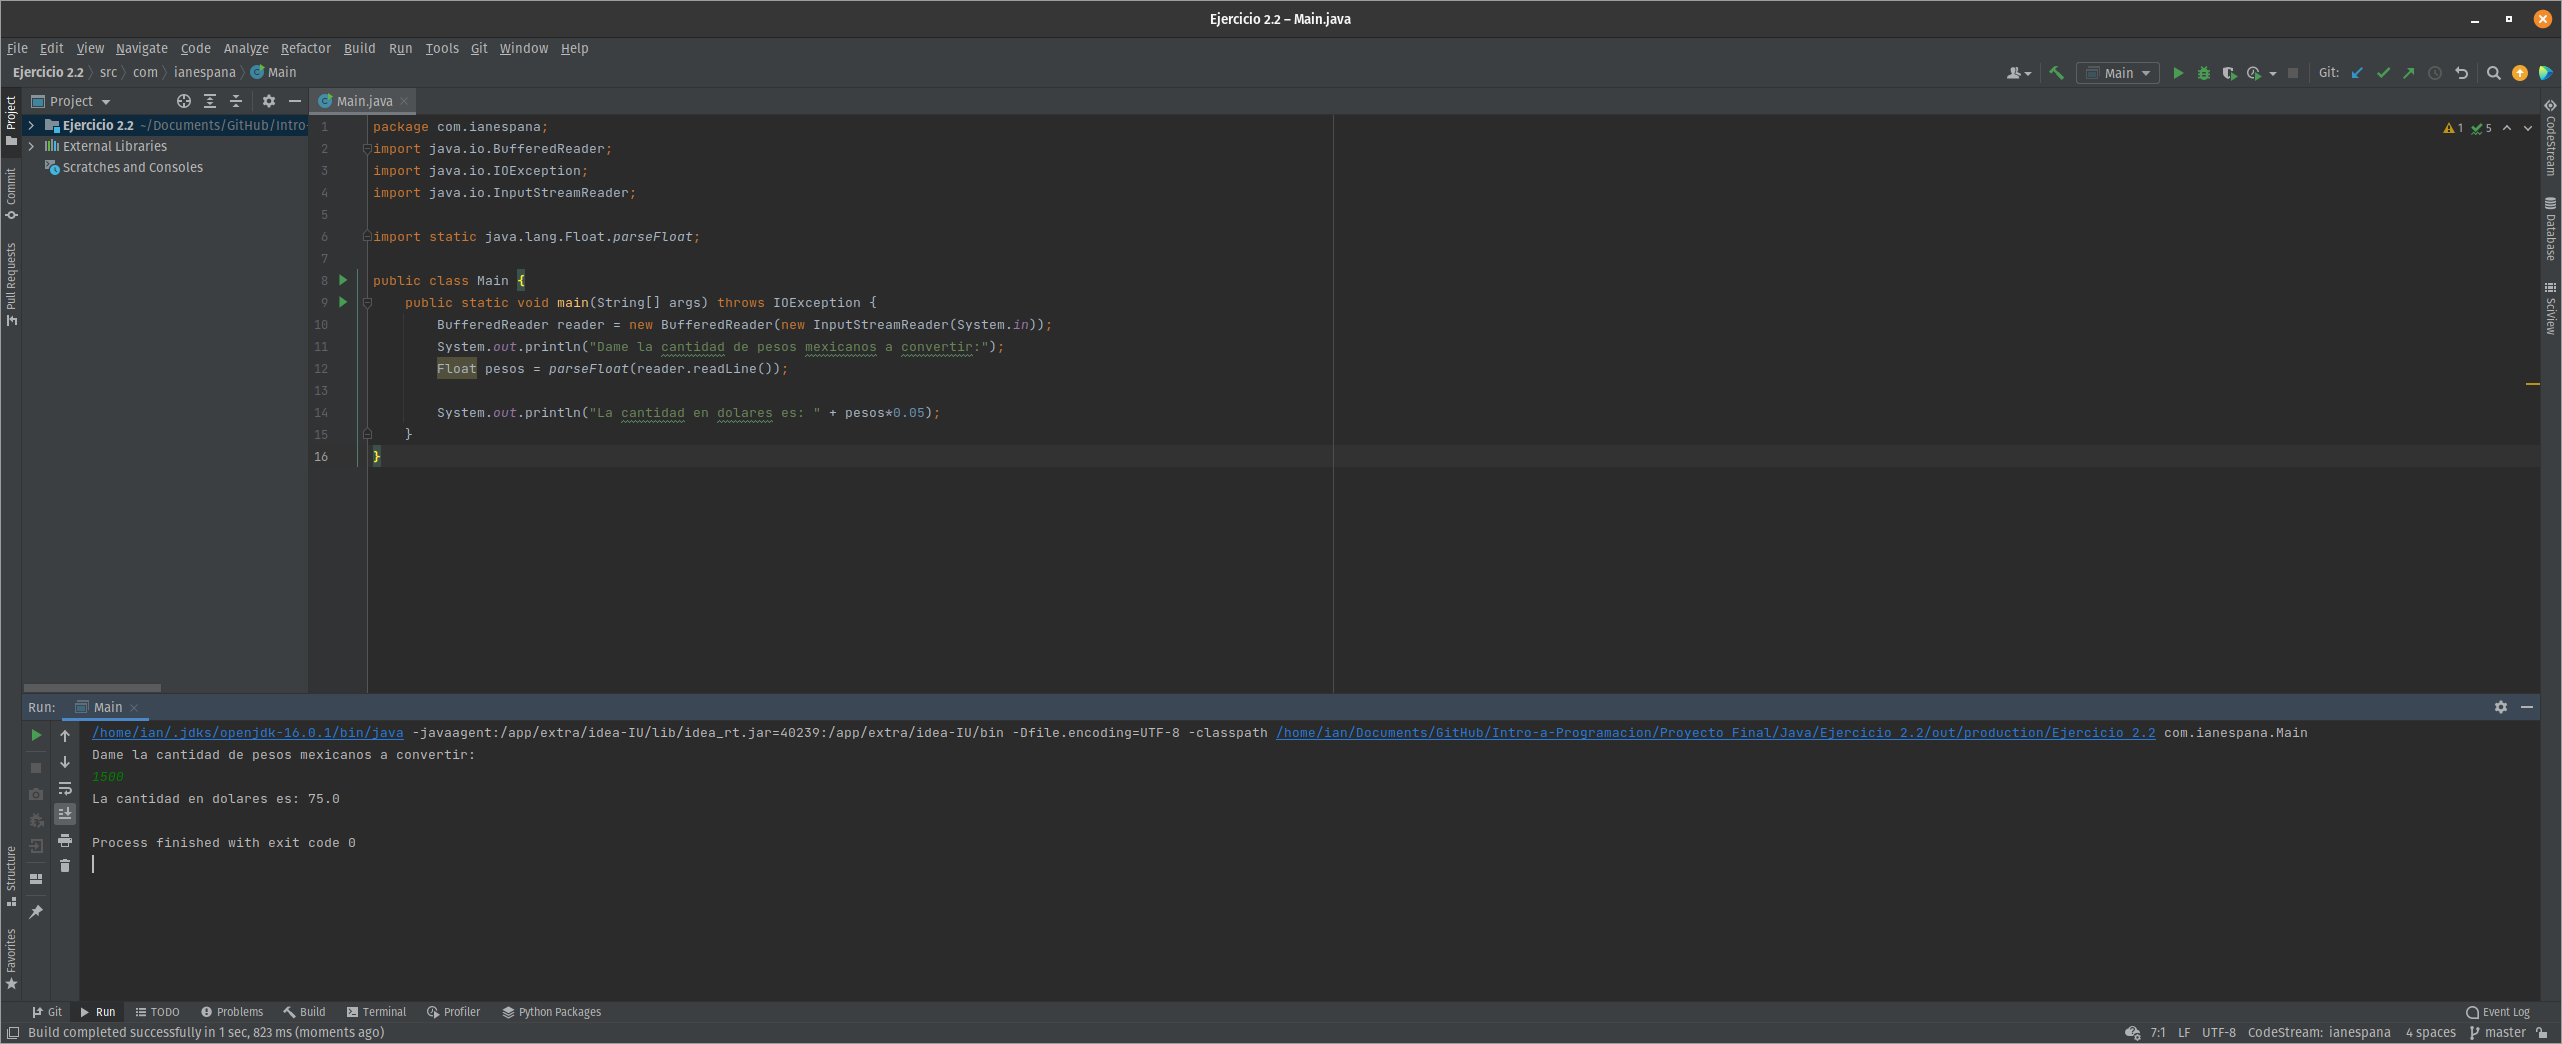 Ejercicio 2.2 – Main.java
File Edit View Navigate Code Analyze Refactor Build Run Tools Git Window Help
Ejercicio 2.2 src com ianespana Main
Main
Git:
Project
Main.java
Project
Commit
Pull Requests
Structure
Favorites
Ejercicio 2.2 ~/Documents/GitHub/Intro-
External Libraries
Scratches and Consoles
1 package com.ianespana;
2 import java.io.BufferedReader;
3 import java.io.IOException;
4 import java.io.InputStreamReader;
5
6 import static java.lang.Float.parseFloat;
7
8 public class Main {
9 public static void main(String[] args) throws IOException {
10 BufferedReader reader = new BufferedReader(new InputStreamReader(System.in));
11 System.out.println("Dame la cantidad de pesos mexicanos a convertir:");
12 Float pesos = parseFloat(reader.readLine());
13
14 System.out.println("La cantidad en dolares es: " + pesos*0.05);
15 }
16 }
1 5
CodeStream
Database
SciView
Run: Main
/home/ian/.jdks/openjdk-16.0.1/bin/java -javaagent:/app/extra/idea-IU/lib/idea_rt.jar=40239:/app/extra/idea-IU/bin -Dfile.encoding=UTF-8 -classpath /home/ian/Documents/GitHub/Intro-a-Programacion/Proyecto Final/Java/Ejercicio 2.2/out/production/Ejercicio 2.2 com.ianespana.Main
Dame la cantidad de pesos mexicanos a convertir:
1500
La cantidad en dolares es: 75.0
Process finished with exit code 0
Git Run TODO Problems Build Terminal Profiler Python Packages Event Log
Build completed successfully in 1 sec, 823 ms (moments ago) 7:1 LF UTF-8 CodeStream: ianespana 4 spaces master